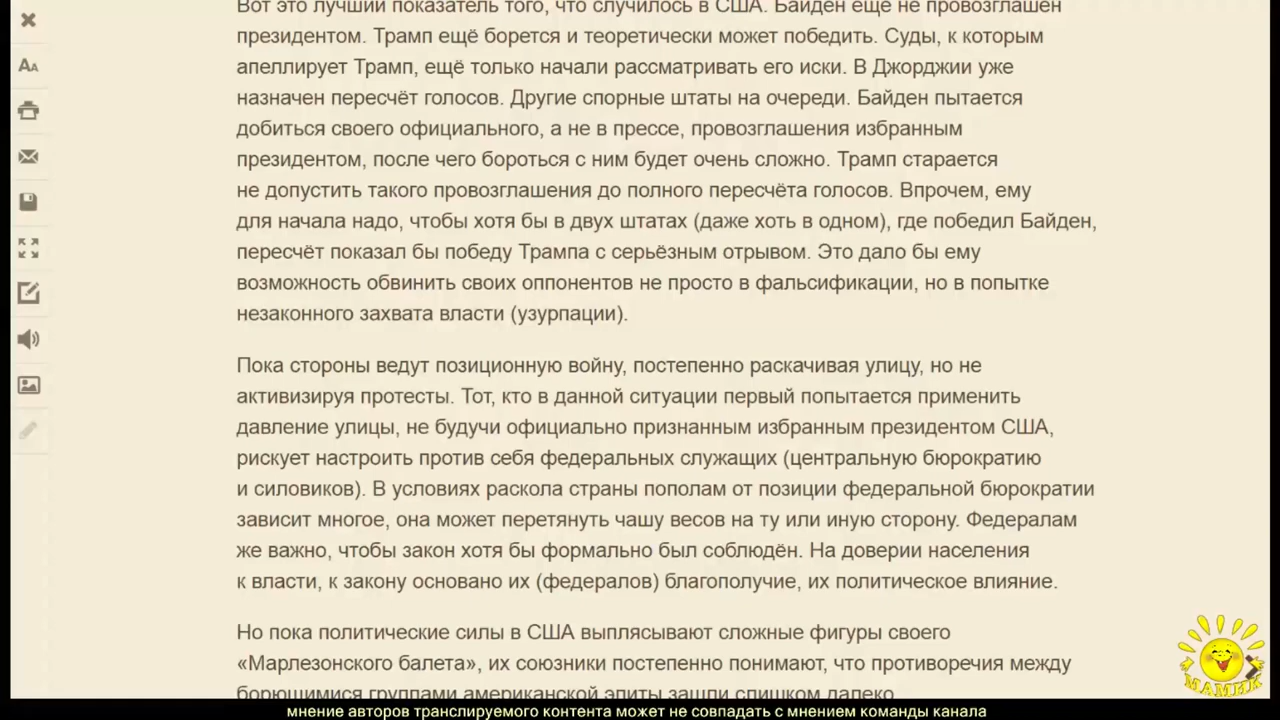 Вот это лучший показатель того, что случилось в США. Байден ещё не провозглашён
президентом. Трамп ещё борется и теоретически может победить. Суды, к которым
апеллирует Трамп, ещё только начали рассматривать его иски. В Джорджии уже
назначен пересчёт голосов. Другие спорные штаты на очереди. Байден пытается
добиться своего официального, а не в прессе, провозглашения избранным
президентом, после чего бороться с ним будет очень сложно. Трамп старается
не допустить такого провозглашения до полного пересчёта голосов. Впрочем, ему
для начала надо, чтобы хотя бы в двух штатах (даже хоть в одном), где победил Байден,
пересчёт показал бы победу Трампа с серьёзным отрывом. Это дало бы ему
возможность обвинить своих оппонентов не просто в фальсификации, но в попытке
незаконного захвата власти (узурпации).
Пока стороны ведут позиционную войну, постепенно раскачивая улицу, но не
активизируя протесты. Тот, кто в данной ситуации первый попытается применить
давление улицы, не будучи официально признанным избранным президентом США,
рискует настроить против себя федеральных служащих (центральную бюрократию
и силовиков). В условиях раскола страны пополам от позиции федеральной бюрократии
зависит многое, она может перетянуть чашу весов на ту или иную сторону. Федералам
же важно, чтобы закон хотя бы формально был соблюдён. На доверии населения
к власти, к закону основано их (федералов) благополучие, их политическое влияние.
Но пока политические силы в США выплясывают сложные фигуры своего
«Марлезонского балета», их союзники постепенно понимают, что противоречия между
борющимися группами американской элиты зашли слишком далеко
МАМИК
мнение авторов транслируемого контента может не совпадать с мнением команды канала